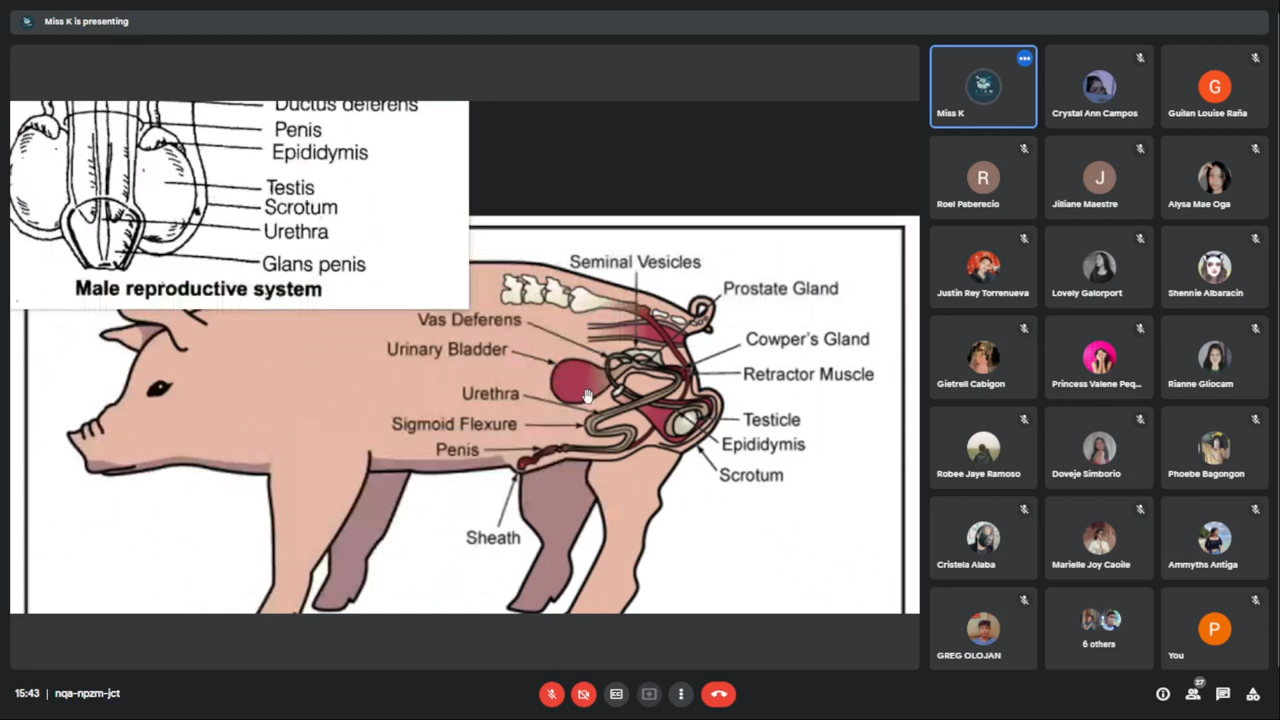 Miss K is presenting
Ductus deferens
Penis
Epididymis
Testis
Scrotum
Urethra
Glans penis
Male reproductive system
Seminal Vesicles
Prostate Gland
Vas Deferens
Cowper's Gland
Urinary Bladder
Retractor Muscle
Urethra
Testicle
Sigmoid Flexure
Epididymis
Penis
Scrotum
Sheath
Miss K
Crystal Ann Campos
G
Guilan Louise Raña
R
Roel Paberecio
J
Jilliane Maestre
Alysa Mae Oga
Justin Rey Torrenueva
Lovely Galorport
Shennie Albaracin
Gietrell Cabigon
Princess Valene Peq...
Rianne Gliocam
Robee Jaye Ramoso
Doveje Simborio
Phoebe Bagongon
Cristela Alaba
Marielle Joy Caoile
Ammyths Antiga
GREG OLOJAN
6 others
P
You
15:43 | nqa-npzm-jct
27